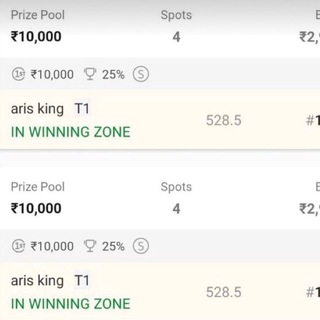 Prize Pool Spots E
₹10,000 4 ₹2,
1st ₹10,000 25% S
aris king T1 528.5 #1
IN WINNING ZONE
Prize Pool Spots E
₹10,000 4 ₹2,
1st ₹10,000 25% S
aris king T1 528.5 #1
IN WINNING ZONE